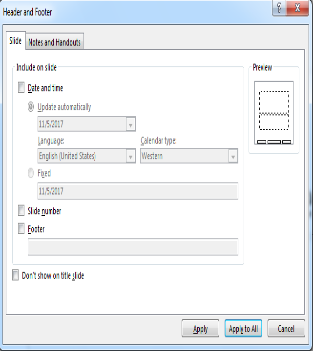 Header and Footer
Slide Notes and Handouts
Include on slide Preview
Date and time
Update automatically
11/5/2017
Language: Calendar type:
English (United States) Western
Fixed
11/5/2017
Slide number
Footer
Don't show on title slide
Apply Apply to All Cancel